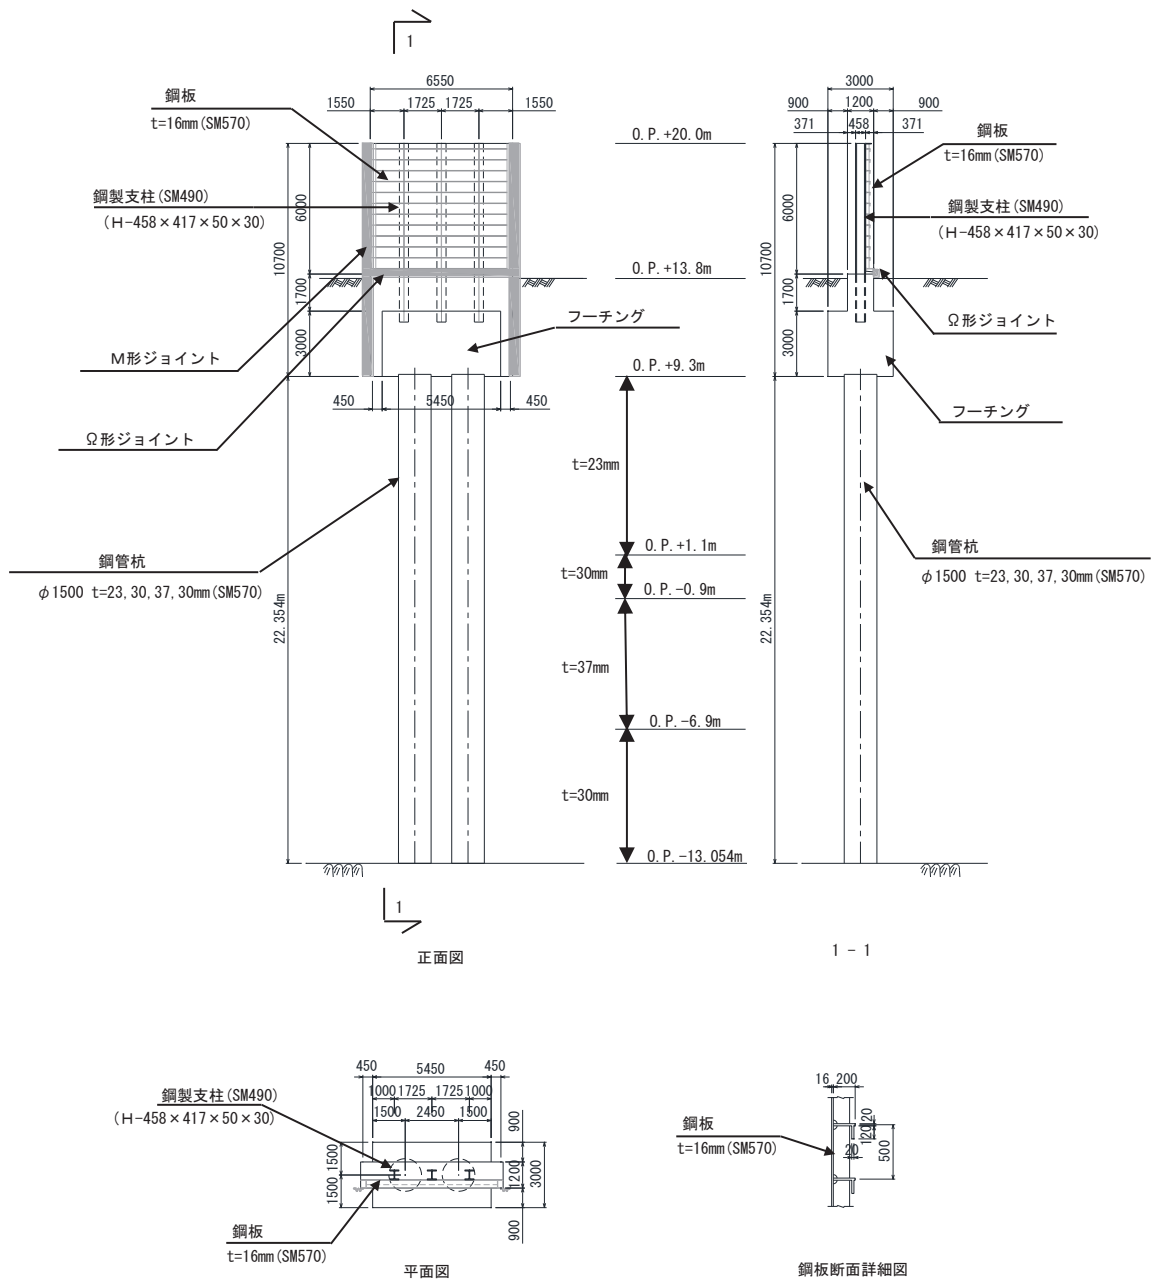 1
6550
1550
1725
1725
1550
鋼板
t=16mm(SM570)
鋼製支柱(SM490)
(H-458×417×50×30)
6000
10700
1700
3000
M形ジョイント
Ω形ジョイント
フーチング
450
5450
450
鋼管杭
φ1500 t=23,30,37,30mm(SM570)
22.354m
1
正面図
O.P.+20.0m
O.P.+13.8m
O.P.+9.3m
t=23mm
O.P.+1.1m
t=30mm
O.P.-0.9m
t=37mm
O.P.-6.9m
t=30mm
O.P.-13.054m
3000
900
1200
900
371
458
371
鋼板
t=16mm(SM570)
鋼製支柱(SM490)
(H-458×417×50×30)
6000
10700
1700
3000
Ω形ジョイント
フーチング
鋼管杭
φ1500 t=23,30,37,30mm(SM570)
22.354m
1 - 1
450
5450
450
1000
1725
1725
1000
1500
2450
1500
鋼製支柱(SM490)
(H-458×417×50×30)
1500
1500
900
1200
3000
900
鋼板
t=16mm(SM570)
平面図
16
200
鋼板
t=16mm(SM570)
20
120
20
500
鋼板断面詳細図